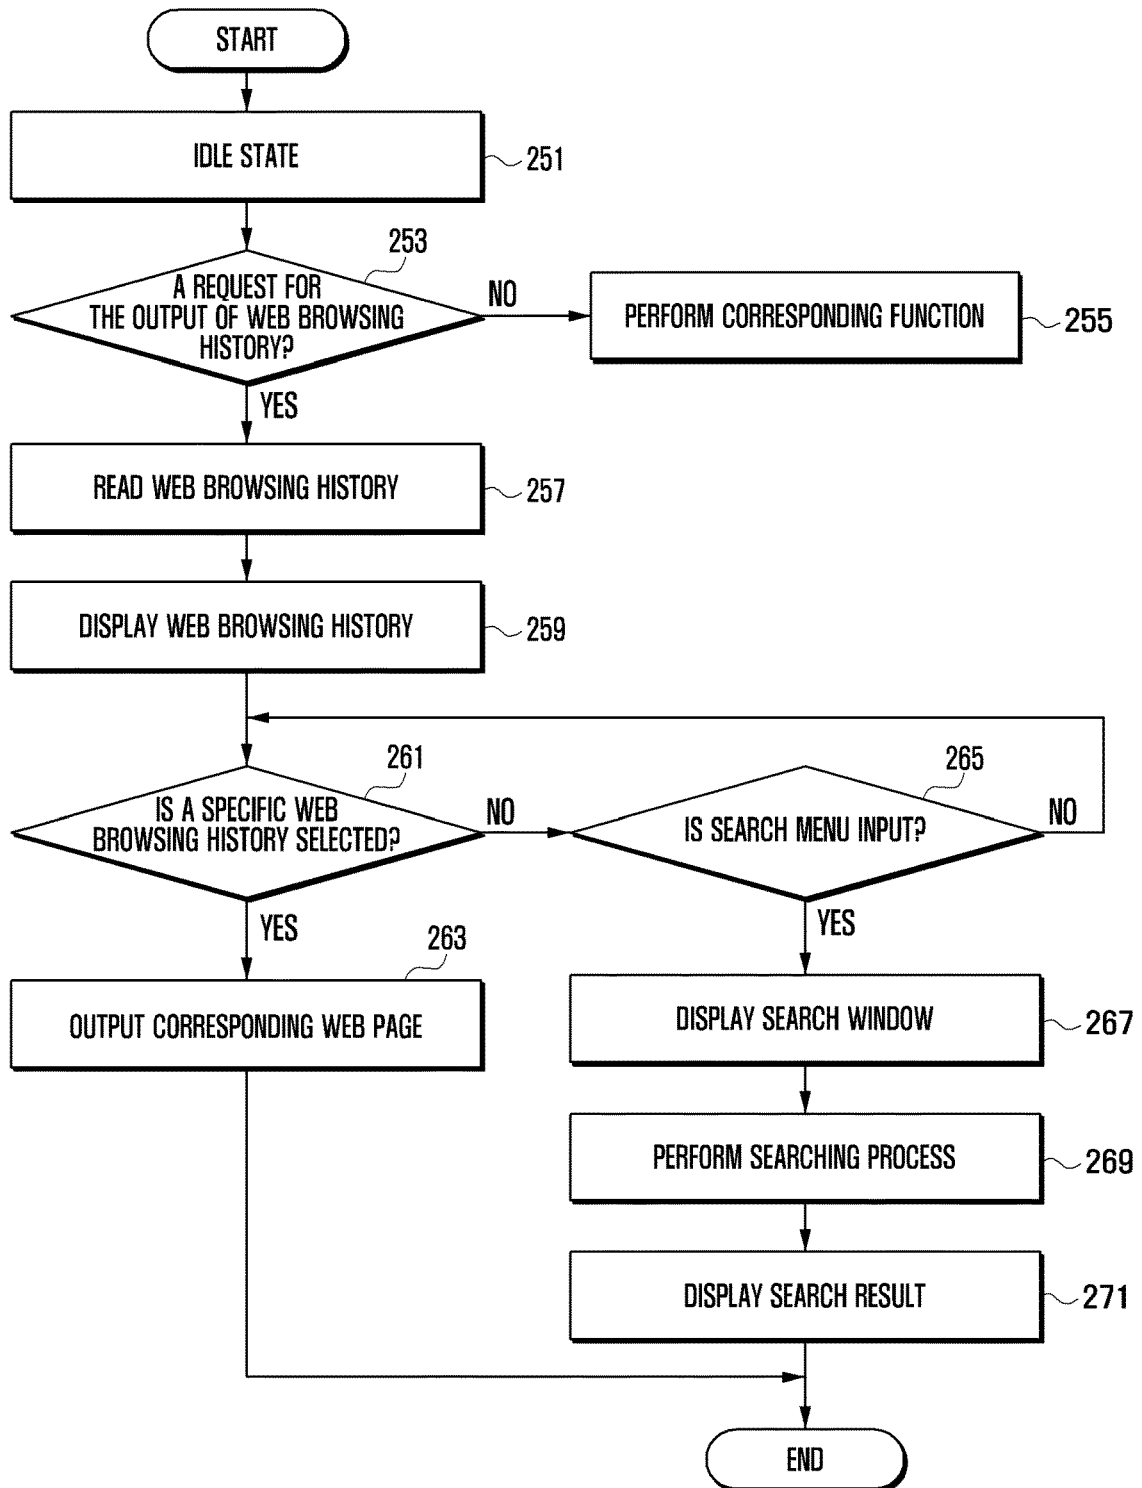 START
IDLE STATE
251
253
A REQUEST FOR
THE OUTPUT OF WEB BROWSING
HISTORY?
NO
PERFORM CORRESPONDING FUNCTION
255
YES
READ WEB BROWSING HISTORY
257
DISPLAY WEB BROWSING HISTORY
259
261
IS A SPECIFIC WEB
BROWSING HISTORY SELECTED?
NO
265
IS SEARCH MENU INPUT?
NO
YES
263
OUTPUT CORRESPONDING WEB PAGE
YES
DISPLAY SEARCH WINDOW
267
PERFORM SEARCHING PROCESS
269
DISPLAY SEARCH RESULT
271
END